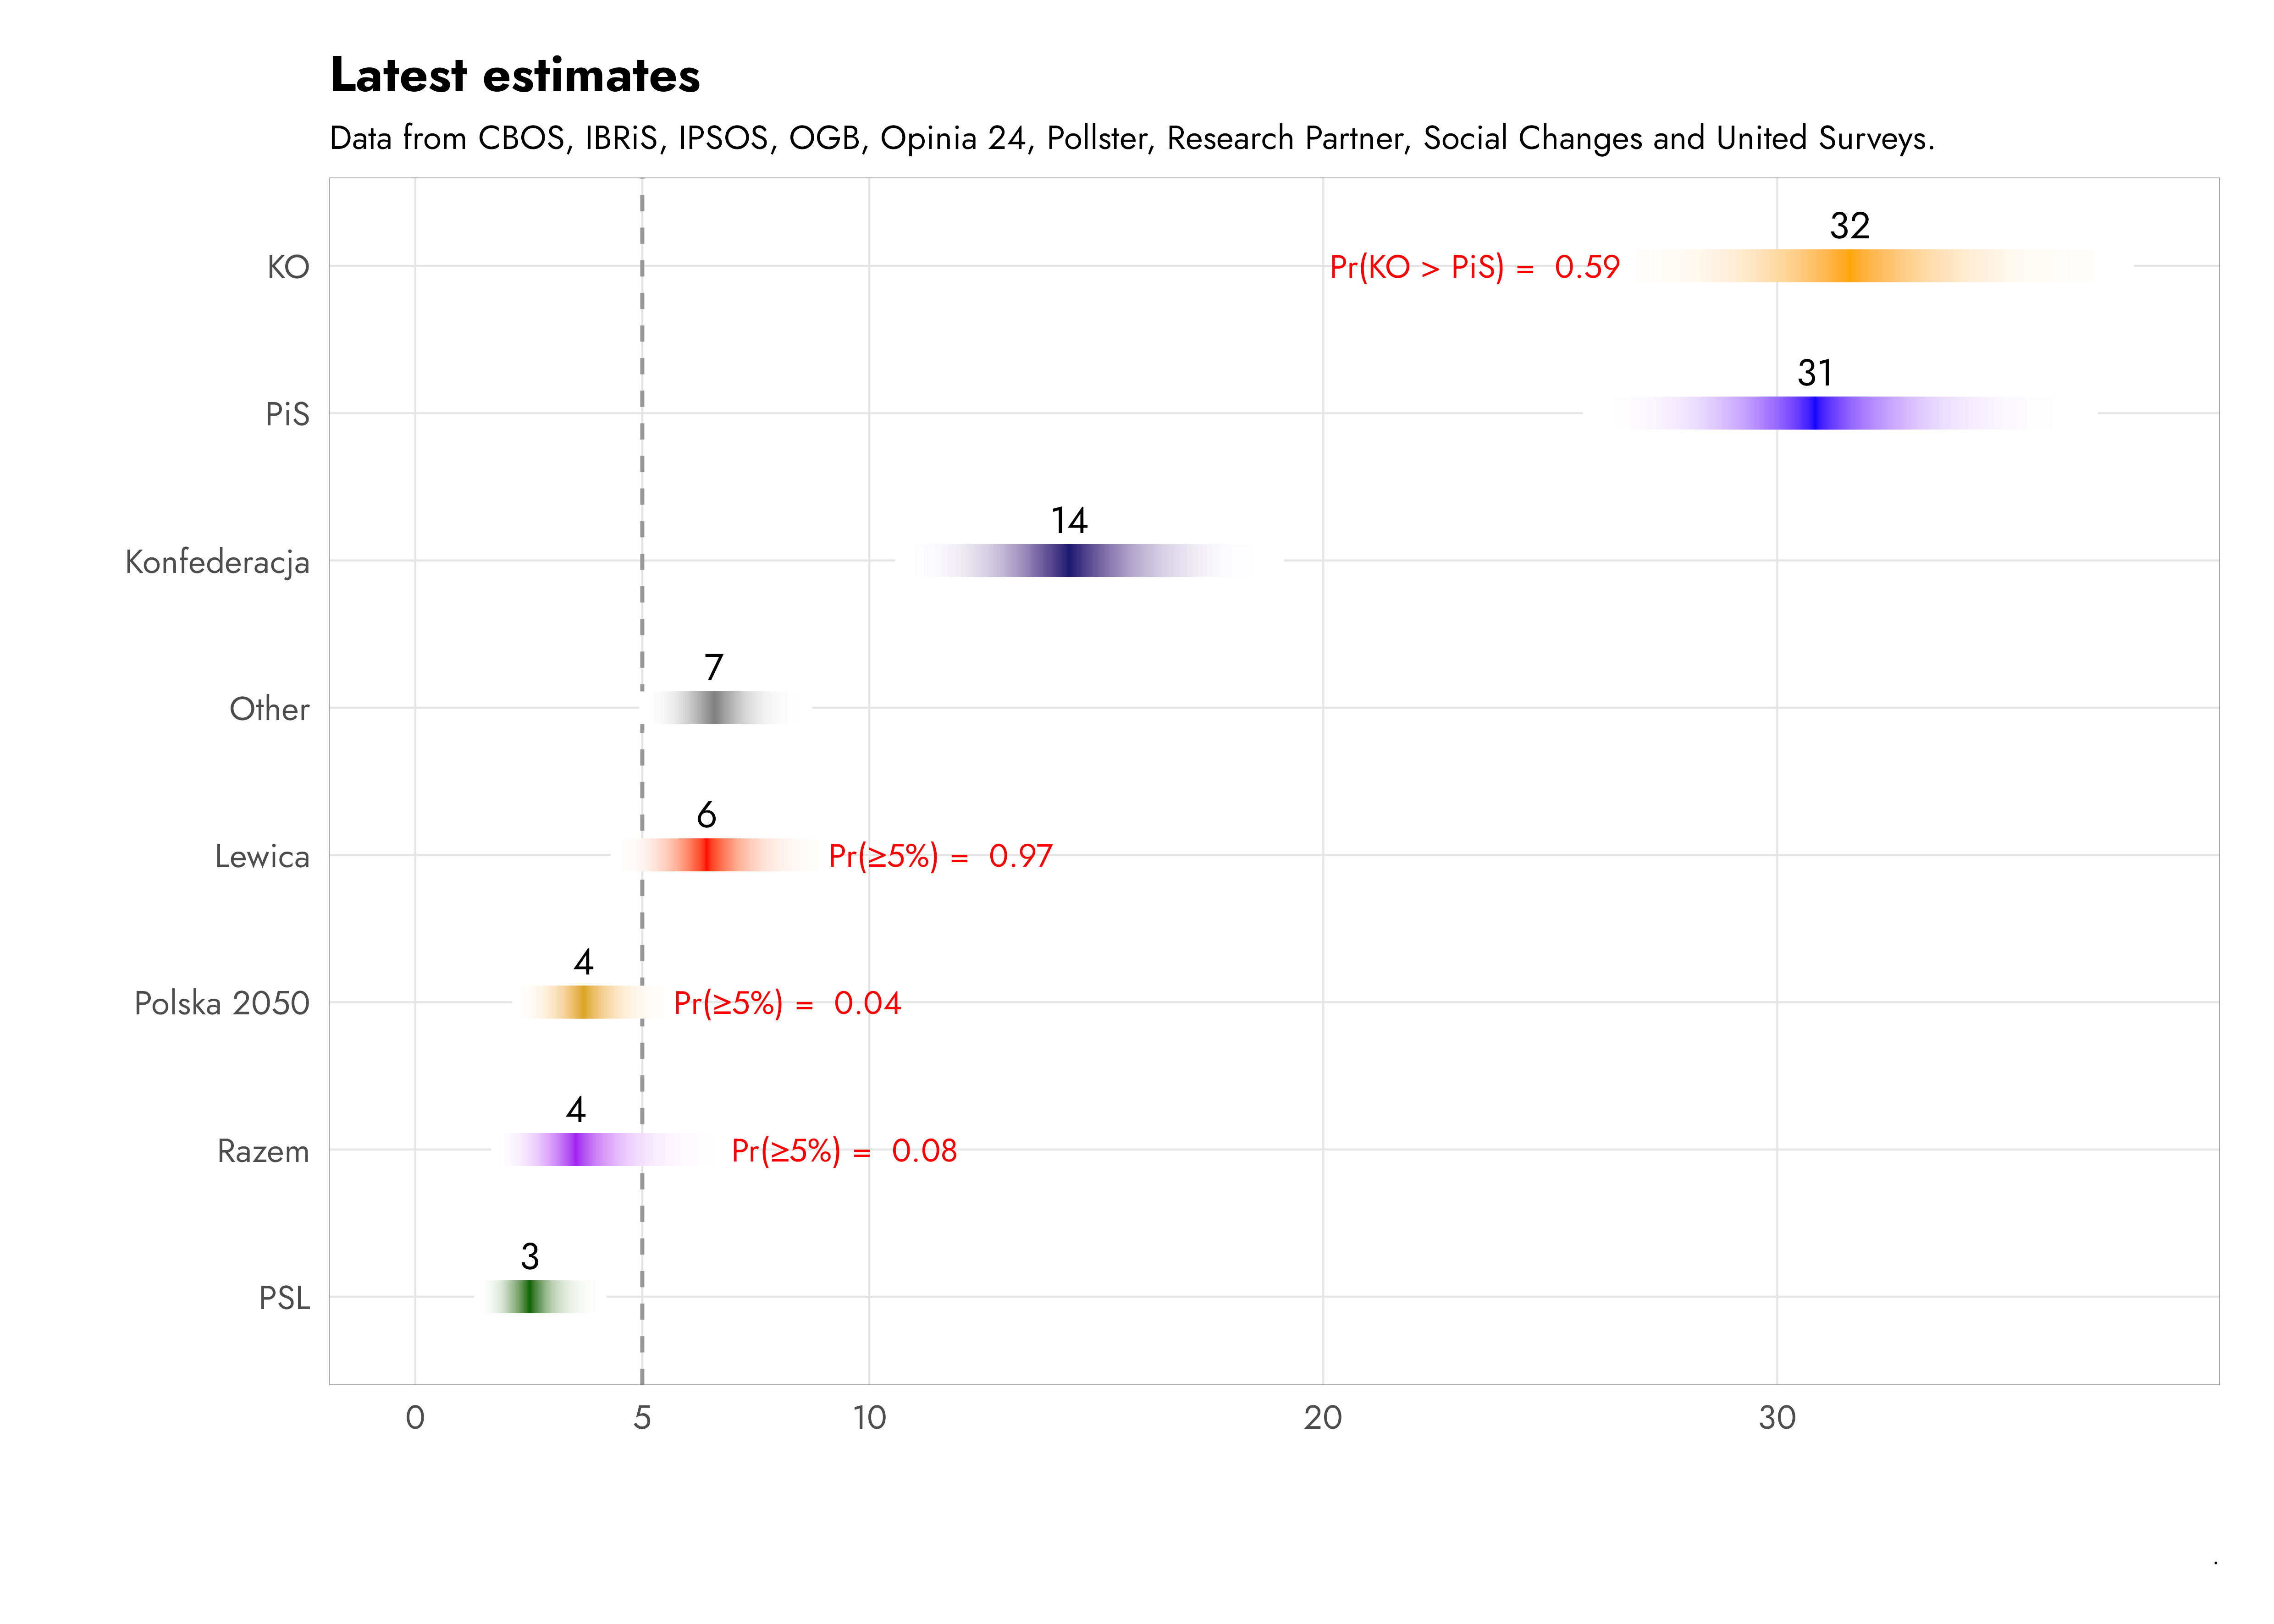 Latest estimates
Data from CBOS, IBRiS, IPSOS, OGB, Opinia 24, Pollster, Research Partner, Social Changes and United Surveys.
32
KO Pr(KO > PiS) = 0.59
31
PiS
14
Konfederacja
7
Other
6
Lewica Pr(≥5%) = 0.97
4
Polska 2050 Pr(≥5%) = 0.04
4
Razem Pr(≥5%) = 0.08
3
PSL
0 5 10 20 30
.